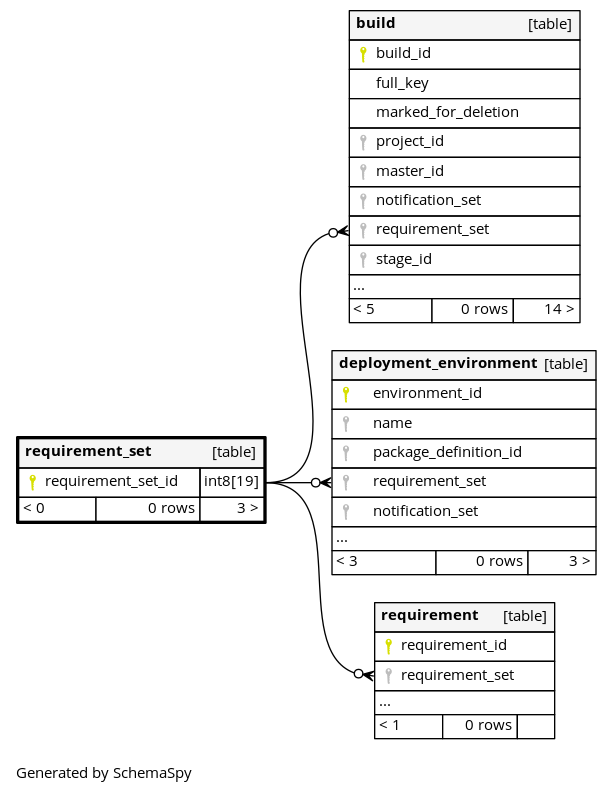 build [table]
build_id
full_key
marked_for_deletion
project_id
master_id
notification_set
requirement_set
stage_id
...
< 5 0 rows 14 >
deployment_environment [table]
environment_id
name
package_definition_id
requirement_set
notification_set
...
< 3 0 rows 3 >
requirement_set [table]
requirement_set_id int8[19]
< 0 0 rows 3 >
requirement [table]
requirement_id
requirement_set
...
< 1 0 rows
Generated by SchemaSpy